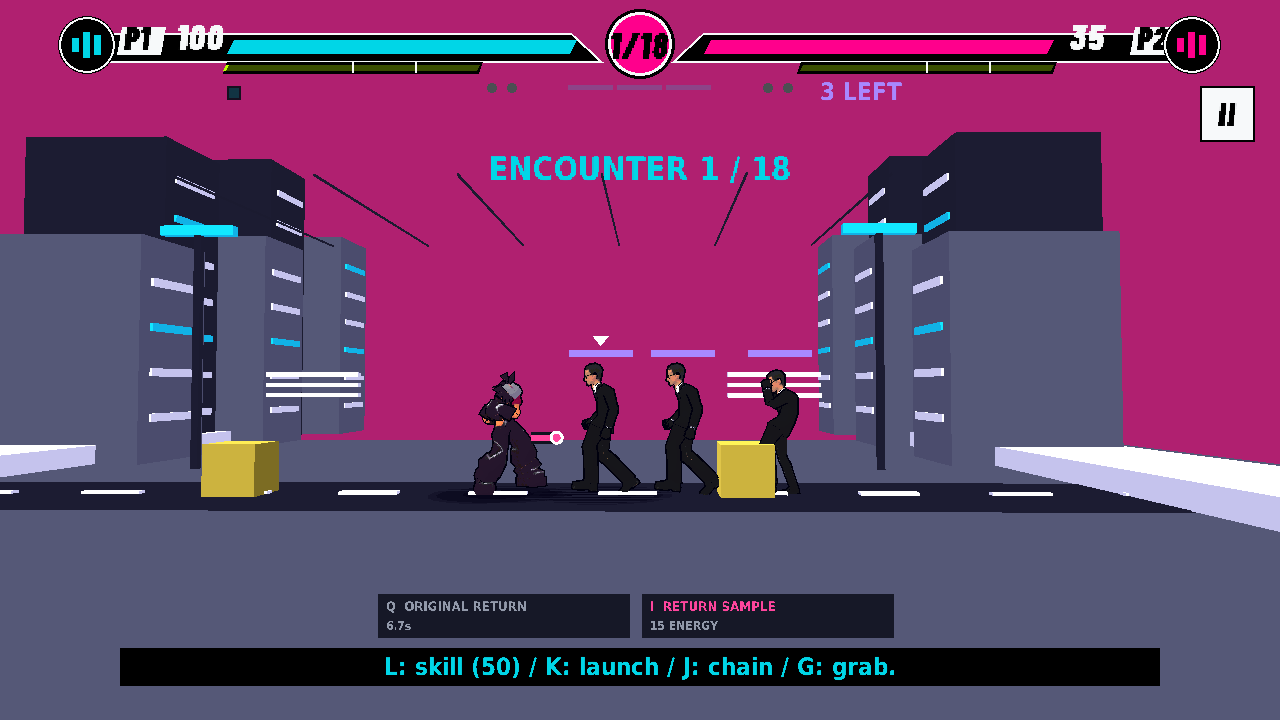 P1 100
1/18
35 P2
3 LEFT
ENCOUNTER 1 / 18
Q ORIGINAL RETURN
6.7s
I RETURN SAMPLE
15 ENERGY
L: skill (50) / K: launch / J: chain / G: grab.